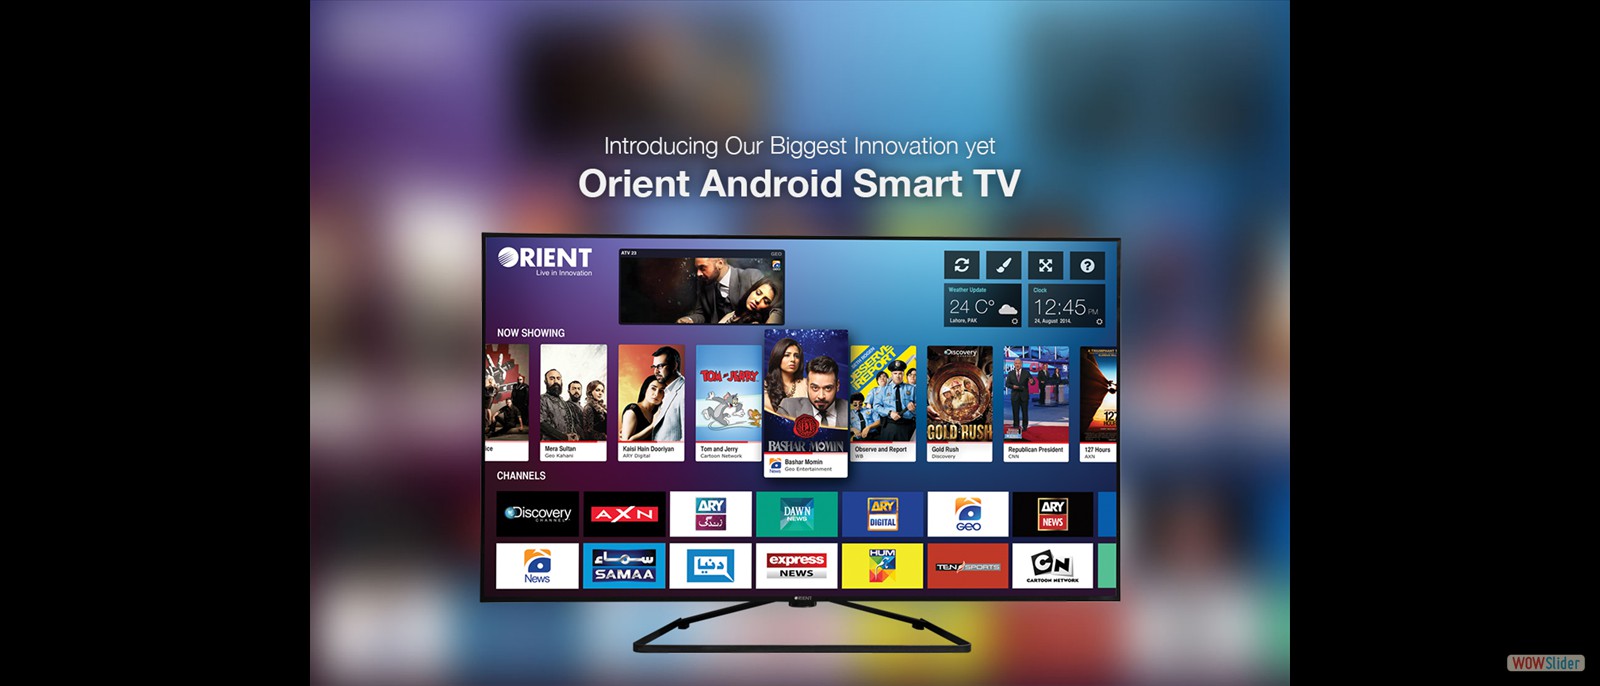 Introducing Our Biggest Innovation yet
Orient Android Smart TV
ORIENT
Live in Innovation
ATV 33
GEO
Weather Update
24 C°
Lahore, PAK
Clock
12:45 PM
24, August 2014.
NOW SHOWING
ice
Mera Sultan
Geo Kahani
Kaisi Hain Dooriyan
ARY Digital
TOM and JERRY
Tom and Jerry
Cartoon Network
BASHAR MOMIN
Bashar Momin
Geo Entertainment
News
OBSERVE AND REPORT
Observe and Report
WB
Discovery
GOLD RUSH
Gold Rush
Discovery
Republican President
CNN
127 Hours
AXN
CHANNELS
Discovery CHANNEL
AXN
ARY زندگی
DAWN NEWS
ARY DIGITAL
GEO
ARY NEWS
News
سماء SAMAA
دنیا
express NEWS
HUM
TEN SPORTS
CN CARTOON NETWORK
ORIENT
WOWSlider